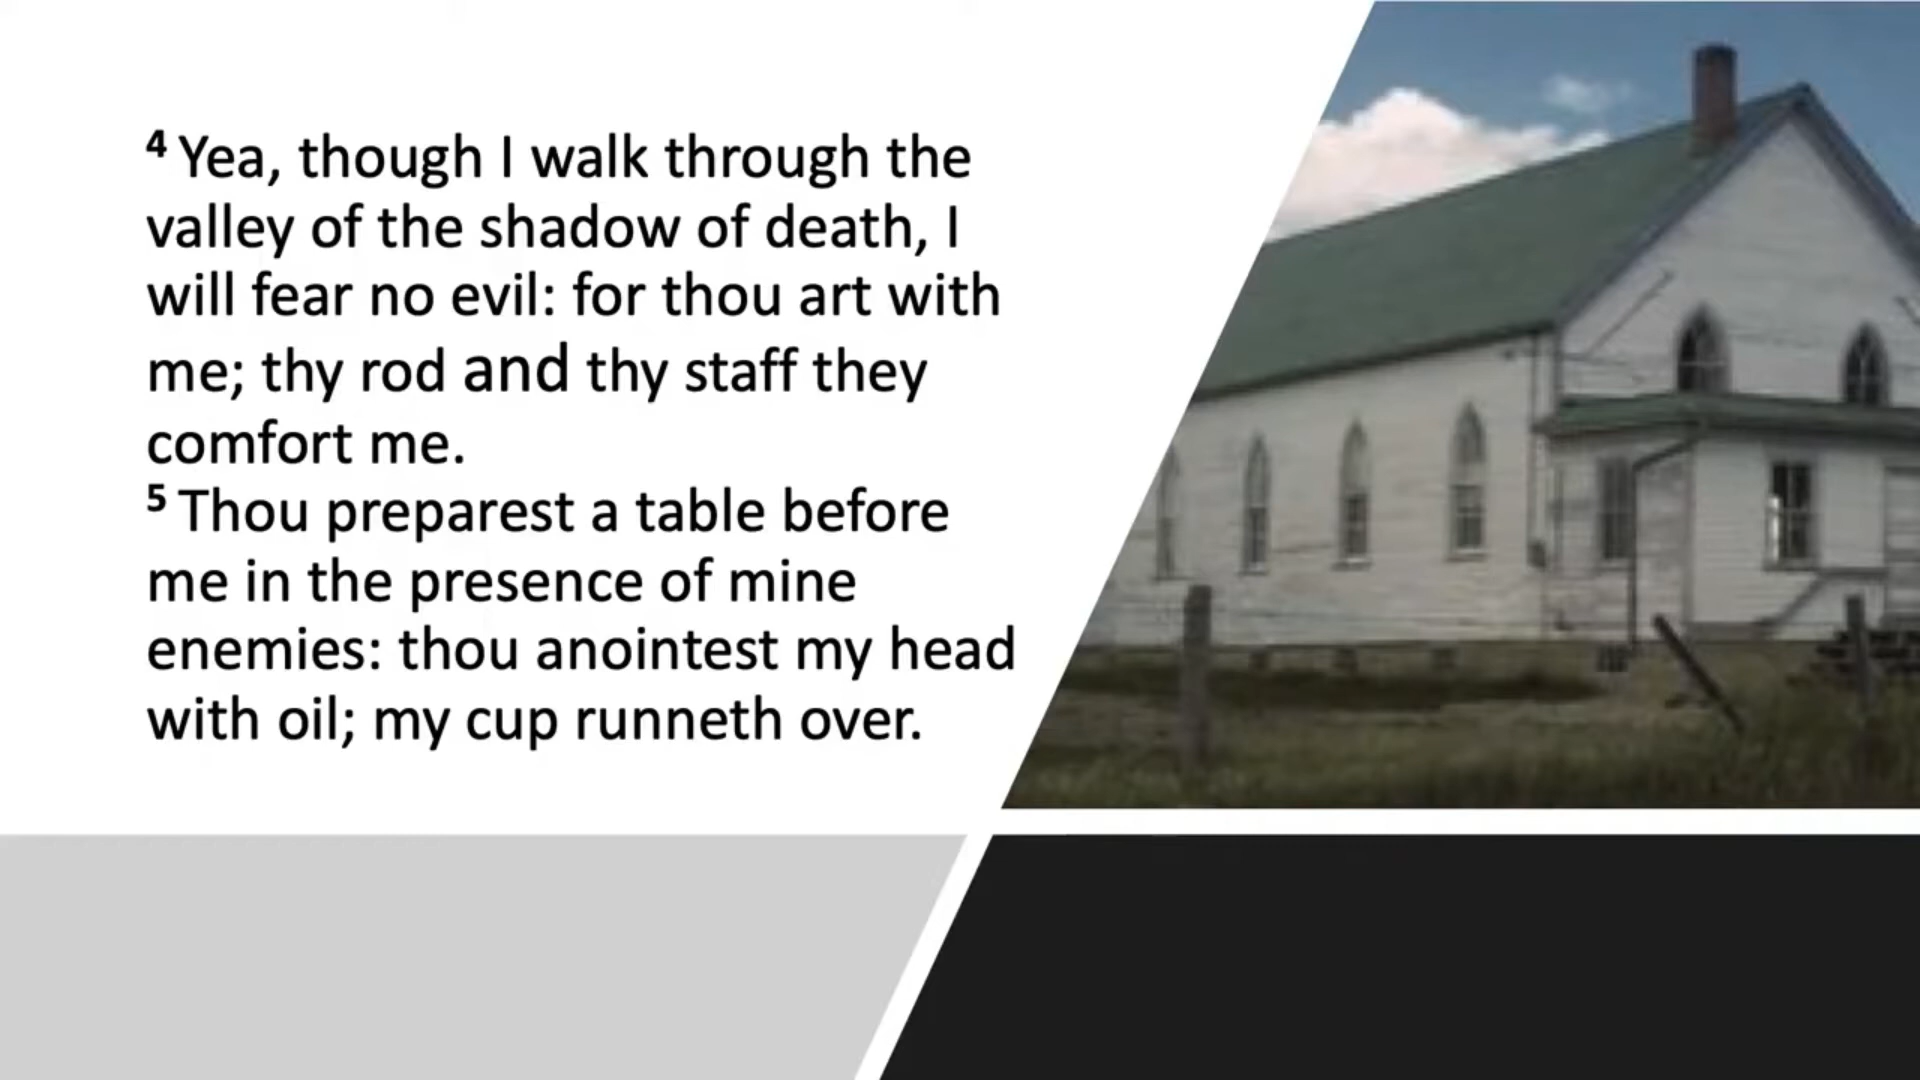 4 Yea, though I walk through the
valley of the shadow of death, I
will fear no evil: for thou art with
me; thy rod and thy staff they
comfort me.
5 Thou preparest a table before
me in the presence of mine
enemies: thou anointest my head
with oil; my cup runneth over.